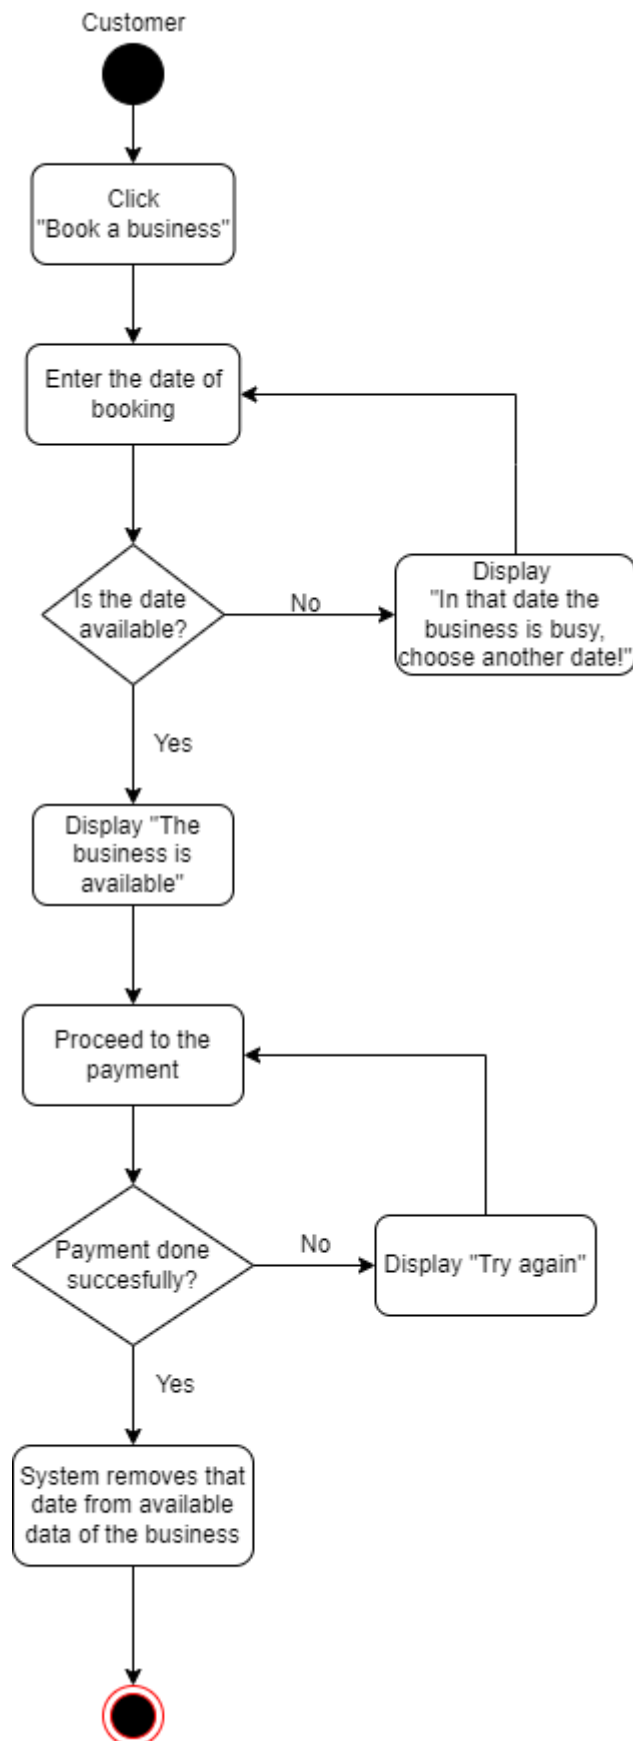 Customer
Click
"Book a business"
Enter the date of
booking
Is the date
available?
No
Display
"In that date the
business is busy,
choose another date!"
Yes
Display "The
business is
available"
Proceed to the
payment
Payment done
succesfully?
No
Display "Try again"
Yes
System removes that
date from available
data of the business